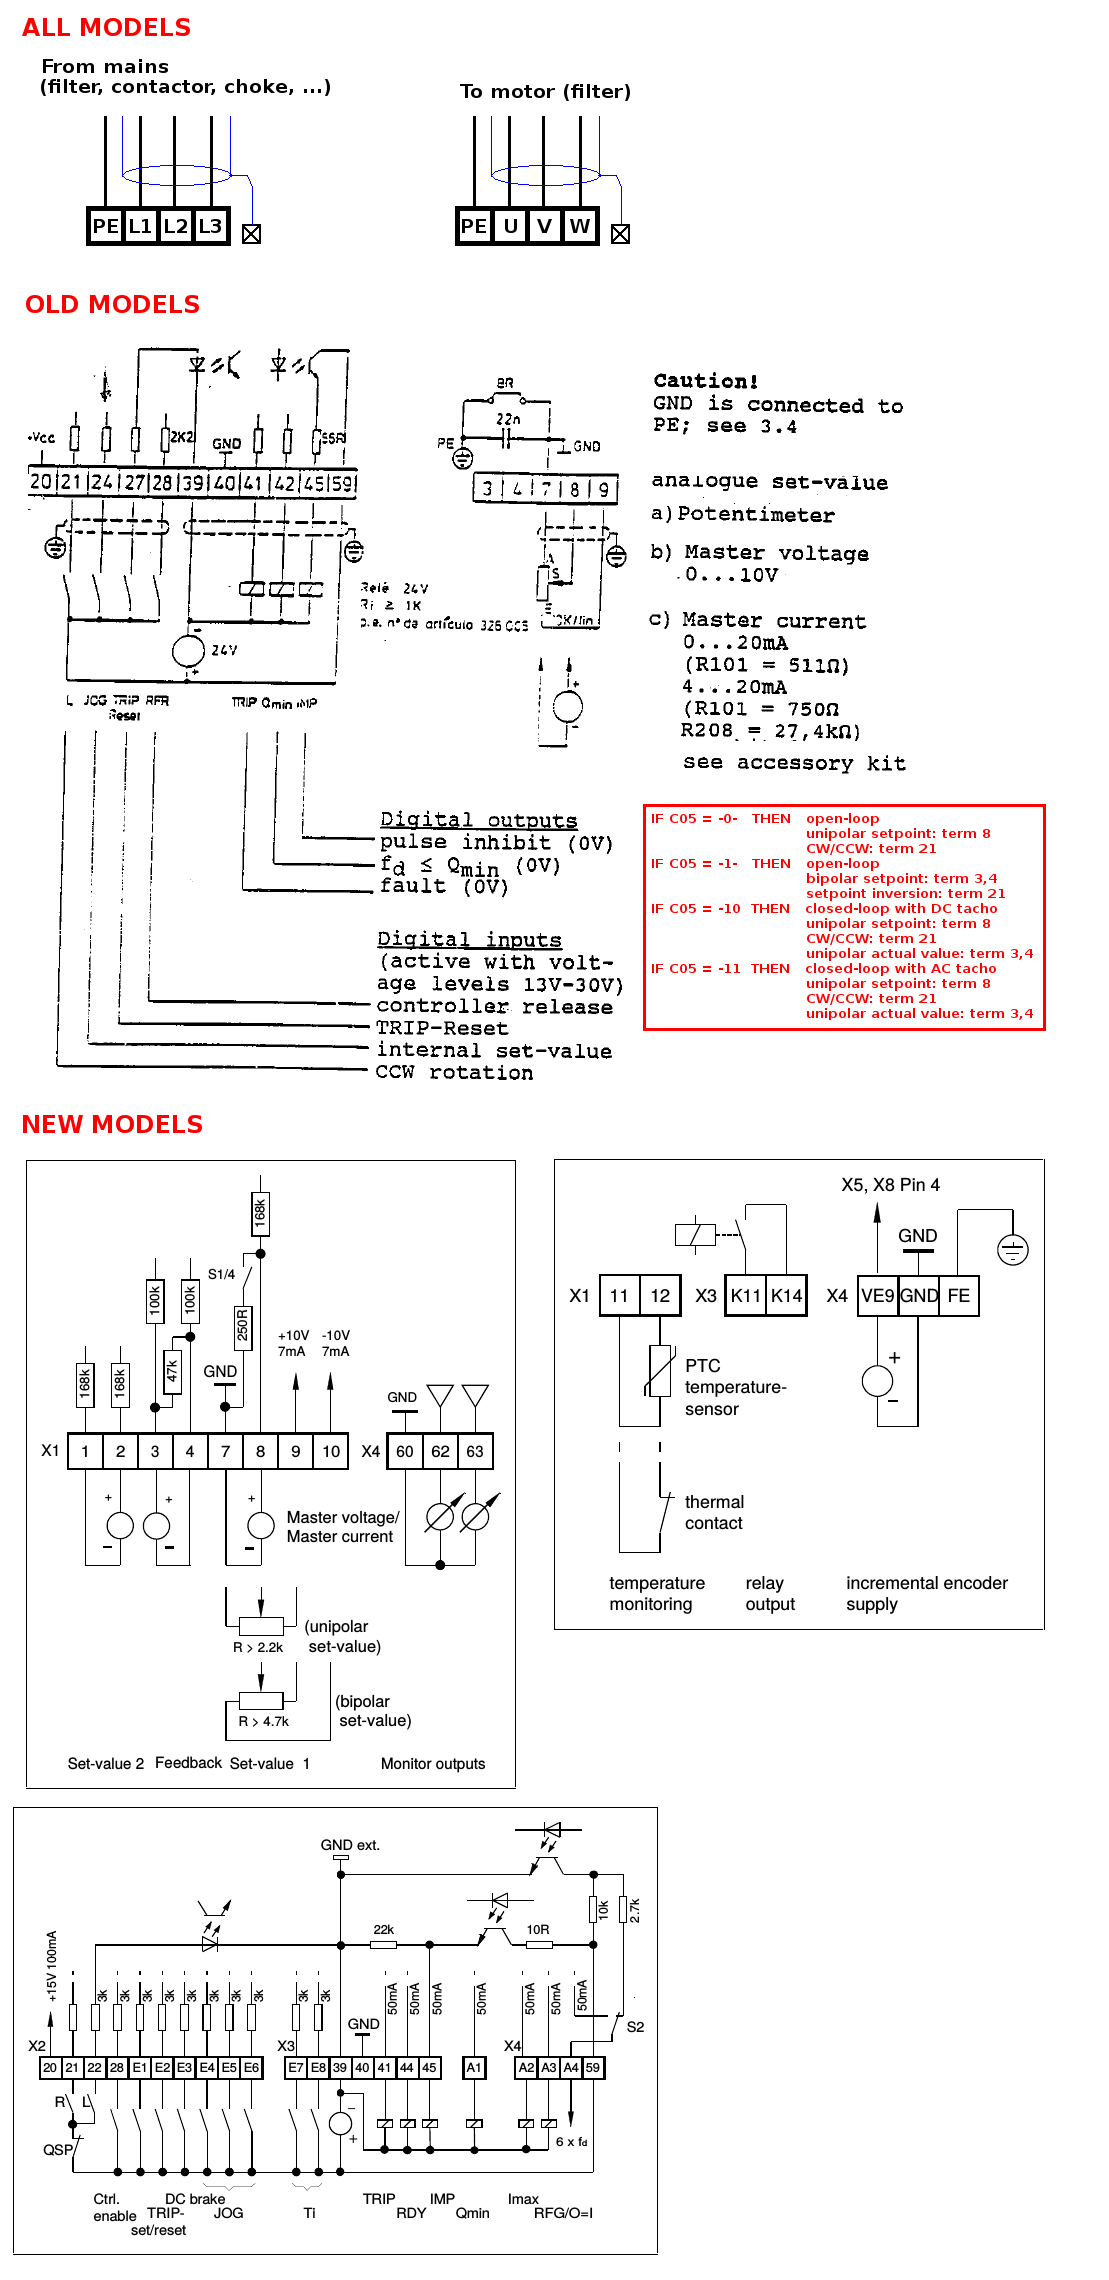 ALL MODELS
From mains
(filter, contactor, choke, ...)
To motor (filter)
PE L1 L2 L3
PE U V W
OLD MODELS
+Vcc
2K2
GND
20 21 24 27 28 39 40 41 42 45 59
24V
Relé 24V
Ri ≥ 1K
L JOG TRIP RFR
Reset
TRIP Qmin IMP
BR
22n
PE
GND
3 4 7 8 9
A
S
E
Caution!
GND is connected to
PE; see 3.4
analogue set-value
a) Potentimeter
b) Master voltage
0...10V
c) Master current
0...20mA
(R101 = 511Ω)
4...20mA
(R101 = 750Ω
R208 = 27,4kΩ)
see accessory kit
Digital outputs
pulse inhibit (0V)
fd ≤ Qmin (0V)
fault (0V)
Digital inputs
(active with volt-
age levels 13V-30V)
controller release
TRIP-Reset
internal set-value
CCW rotation
IF C05 = -0- THEN open-loop
unipolar setpoint: term 8
CW/CCW: term 21
IF C05 = -1- THEN open-loop
bipolar setpoint: term 3,4
setpoint inversion: term 21
IF C05 = -10 THEN closed-loop with DC tacho
unipolar setpoint: term 8
CW/CCW: term 21
unipolar actual value: term 3,4
IF C05 = -11 THEN closed-loop with AC tacho
unipolar setpoint: term 8
CW/CCW: term 21
unipolar actual value: term 3,4
NEW MODELS
168k
S1/4
100k 100k
250R
+10V -10V
7mA 7mA
47k
168k 168k
GND
GND
X1 1 2 3 4 7 8 9 10
X4 60 62 63
+ + +
Master voltage/
Master current
(unipolar
set-value)
R > 2.2k
(bipolar
set-value)
R > 4.7k
Set-value 2 Feedback Set-value 1 Monitor outputs
X5, X8 Pin 4
GND
X1 11 12
X3 K11 K14
X4 VE9 GND FE
PTC
temperature-
sensor
+
thermal
contact
temperature
monitoring
relay
output
incremental encoder
supply
GND ext.
10k
2.7k
22k
10R
+15V 100mA
3k 3k 3k 3k 3k 3k 3k
3k 3k
50mA 50mA 50mA
50mA
50mA 50mA 50mA
GND
S2
X2 20 21 22 28 E1 E2 E3 E4 E5 E6
X3 E7 E8 39 40 41 44 45
A1
X4 A2 A3 A4 59
R L
QSP
+
6 x fd
Ctrl.
enable
TRIP-
set/reset
DC brake
JOG
Ti
TRIP
RDY
IMP
Qmin
Imax
RFG/O=I